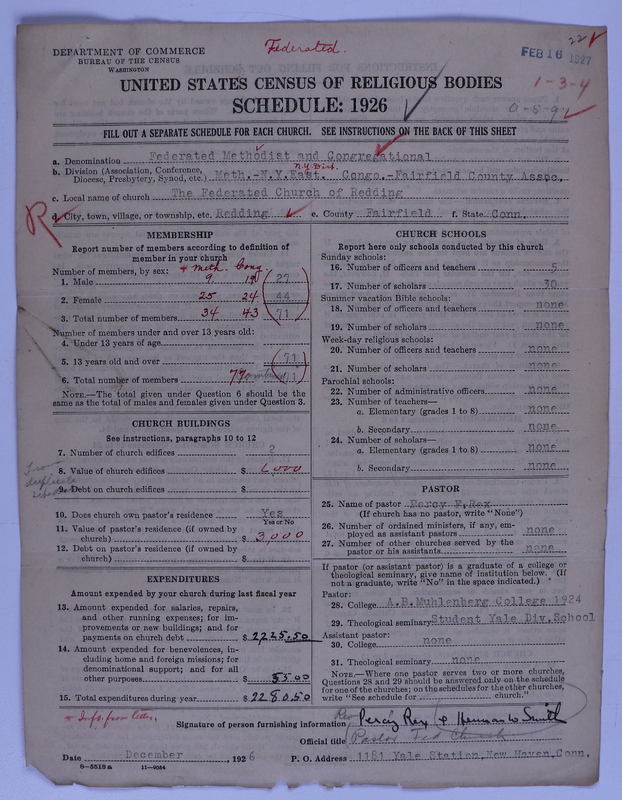 DEPARTMENT OF COMMERCE
BUREAU OF THE CENSUS
WASHINGTON
Federated.
FEB 16 1927
22
1-3-4
UNITED STATES CENSUS OF RELIGIOUS BODIES
SCHEDULE: 1926
FILL OUT A SEPARATE SCHEDULE FOR EACH CHURCH. SEE INSTRUCTIONS ON THE BACK OF THIS SHEET
a. Denomination Federated Methodist and Congregational
b. Division (Association, Conference, Diocese, Presbytery, Synod, etc.) Meth.-N.Y.East. N.Y. Dist. Congo.-Fairfield County Assoc.
c. Local name of church The Federated Church of Redding
R
d. City, town, village, or township, etc. Redding e. County Fairfield f. State Conn.
MEMBERSHIP
Report number of members according to definition of
member in your church
Number of members, by sex: * Meth. Cong
1. Male 9 19 (27)
2. Female 25 24 (44)
3. Total number of members 34 43 (71)
Number of members under and over 13 years old:
4. Under 13 years of age
5. 13 years old and over (71)
6. Total number of members 77 (71)
NOTE.—The total given under Question 6 should be
same as the total of males and females given under Question 3.
CHURCH BUILDINGS
See instructions, paragraphs 10 to 12
7. Number of church edifices 2
8. Value of church edifices $ 6000
9. Debt on church edifices $
From duplicate
10. Does church own pastor's residence Yes
Yes or No
11. Value of pastor's residence (if owned by
church) $ 3,000
12. Debt on pastor's residence (if owned by
church) $
EXPENDITURES
Amount expended by your church during last fiscal year
13. Amount expended for salaries, repairs,
and other running expenses; for im-
provements or new buildings; and for
payments on church debt $ 2225.50
14. Amount expended for benevolences, in-
cluding home and foreign missions; for
denominational support; and for all
other purposes $ 55.00
15. Total expenditures during year $ 2280.50
CHURCH SCHOOLS
Report here only schools conducted by this church
Sunday schools:
16. Number of officers and teachers 5
17. Number of scholars 30
Summer vacation Bible schools:
18. Number of officers and teachers none
19. Number of scholars none
Week-day religious schools:
20. Number of officers and teachers none
21. Number of scholars none
Parochial schools:
22. Number of administrative officers none
23. Number of teachers—
a. Elementary (grades 1 to 8) none
b. Secondary none
24. Number of scholars—
a. Elementary (grades 1 to 8) none
b. Secondary none
PASTOR
25. Name of pastor Percy F. Rex
(If church has no pastor, write "None")
26. Number of ordained ministers, if any, em-
ployed as assistant pastors none
27. Number of other churches served by the
pastor or his assistants none
If pastor (or assistant pastor) is a graduate of a college or
theological seminary, give name of institution below. (If
not a graduate, write "No" in the space indicated.)
Pastor:
28. College A.B.Muhlenberg College 1924
29. Theological seminary Student Yale Div.School
Assistant pastor:
30. College none
31. Theological seminary none
NOTE.—Where one pastor serves two or more churches,
Questions 28 and 29 should be answered only on the schedule
for one of the churches; on the schedules for the other churches,
write "See schedule for church."
* Info. from letter.
Signature of person furnishing information Rev Percy Rex & Herman W Smith
Official title Pastor Fed Church
Date December, 1926 P. O. Address 1181 Yale Station,New Haven,Conn.
8-5518a 11-9054